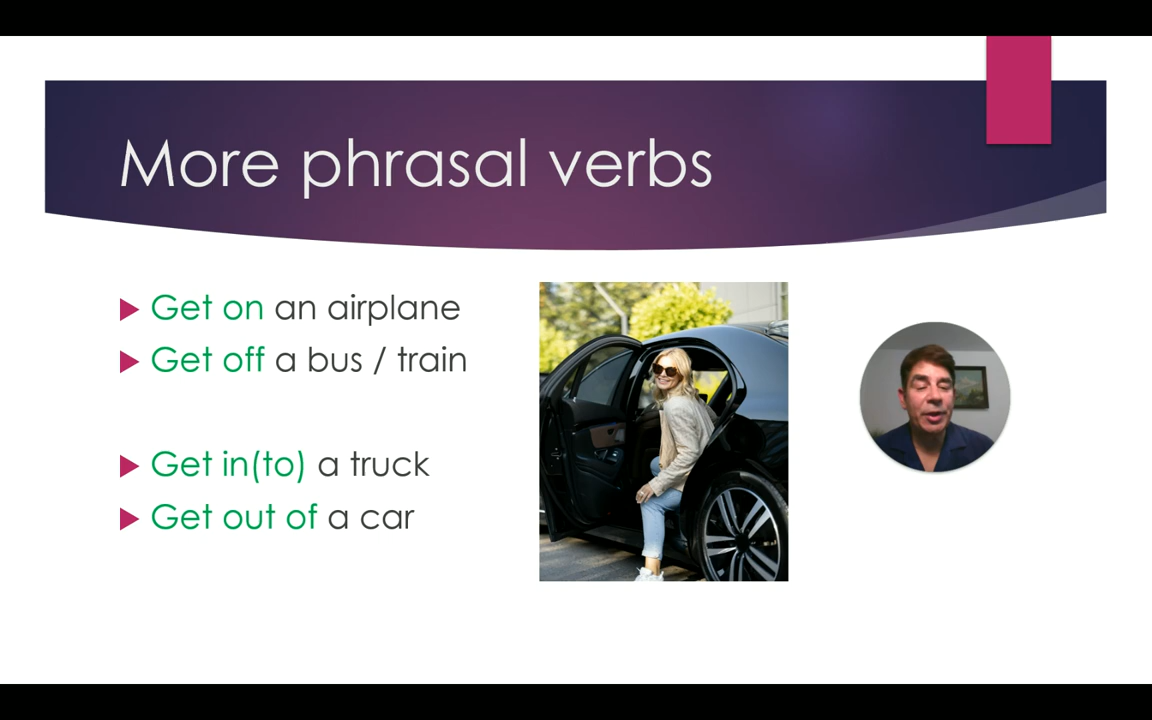 More phrasal verbs
Get on an airplane
Get off a bus / train
Get in(to) a truck
Get out of a car